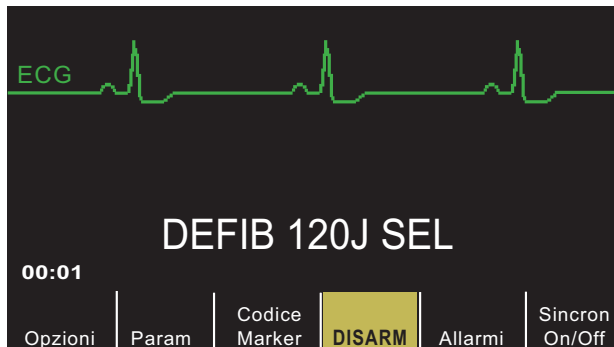 ECG
DEFIB 120J SEL
00:01
Opzioni
Param
Codice
Marker
DISARM
Allarmi
Sincron
On/Off